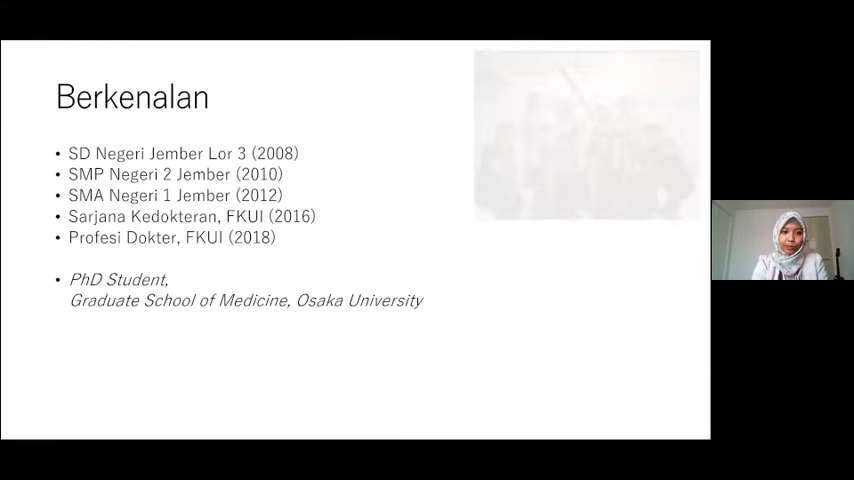 Berkenalan
• SD Negeri Jember Lor 3 (2008)
• SMP Negeri 2 Jember (2010)
• SMA Negeri 1 Jember (2012)
• Sarjana Kedokteran, FKUI (2016)
• Profesi Dokter, FKUI (2018)
• PhD Student,
Graduate School of Medicine, Osaka University